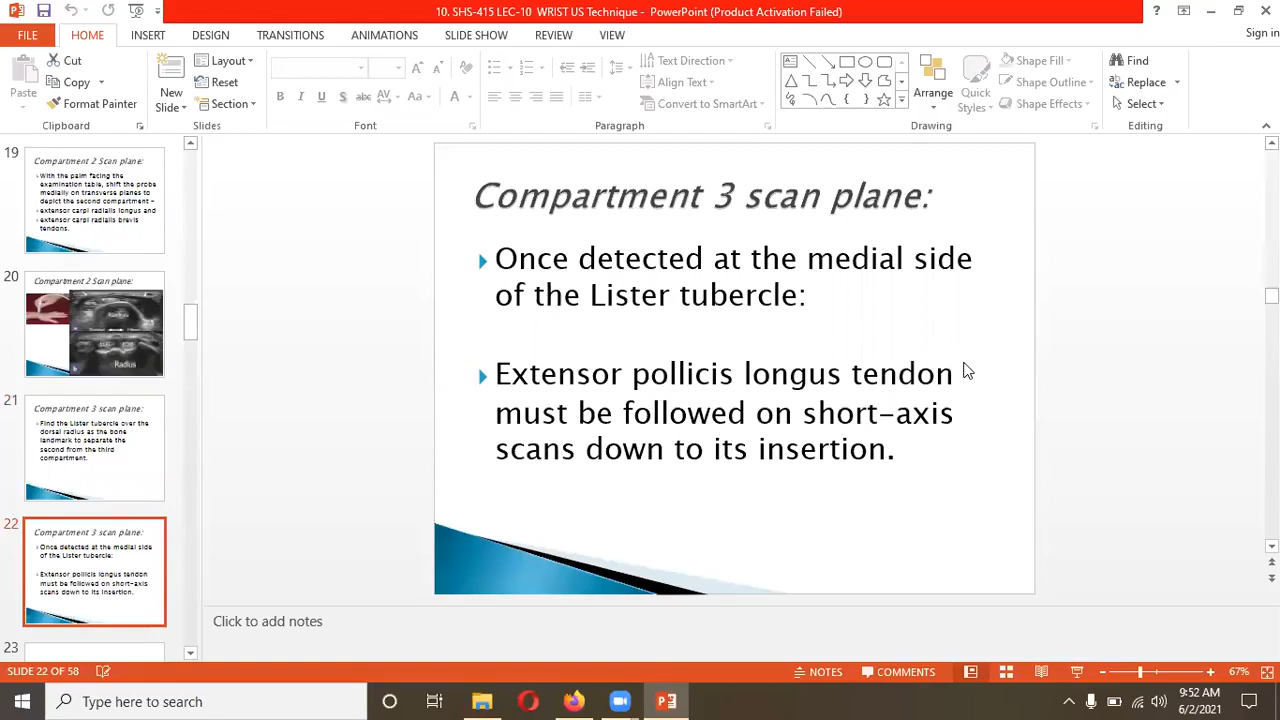 10. SHS-415 LEC-10  WRIST US Technique -  PowerPoint (Product Activation Failed)
?
FILE
HOME
INSERT
DESIGN
TRANSITIONS
ANIMATIONS
SLIDE SHOW
REVIEW
VIEW
Sign in
Paste
Cut
Copy
Format Painter
Clipboard
New
Slide
Layout
Reset
Section
Slides
B I U S abc AV Aa A
Font
Text Direction
Align Text
Convert to SmartArt
Paragraph
Arrange
Quick
Styles
Shape Fill
Shape Outline
Shape Effects
Drawing
Find
Replace
Select
Editing
19
Compartment 2 Scan plane:
With the palm facing the
examination table, shift the probe
medially on transverse planes to
depict the second compartment –
extensor carpi radialis longus and
extensor carpi radialis brevis
tendons.
20
Compartment 2 Scan plane:
Radius
21
Compartment 3 scan plane:
Find the Lister tubercle over the
dorsal radius as the bone
landmark to separate the
second from the third
compartment.
22
Compartment 3 scan plane:
Once detected at the medial side
of the Lister tubercle:
Extensor pollicis longus tendon
must be followed on short-axis
scans down to its insertion.
23
Compartment 3 scan plane:
Once detected at the medial side
of the Lister tubercle:
Extensor pollicis longus tendon
must be followed on short-axis
scans down to its insertion.
Click to add notes
SLIDE 22 OF 58
NOTES
COMMENTS
67%
Type here to search
9:52 AM
6/2/2021